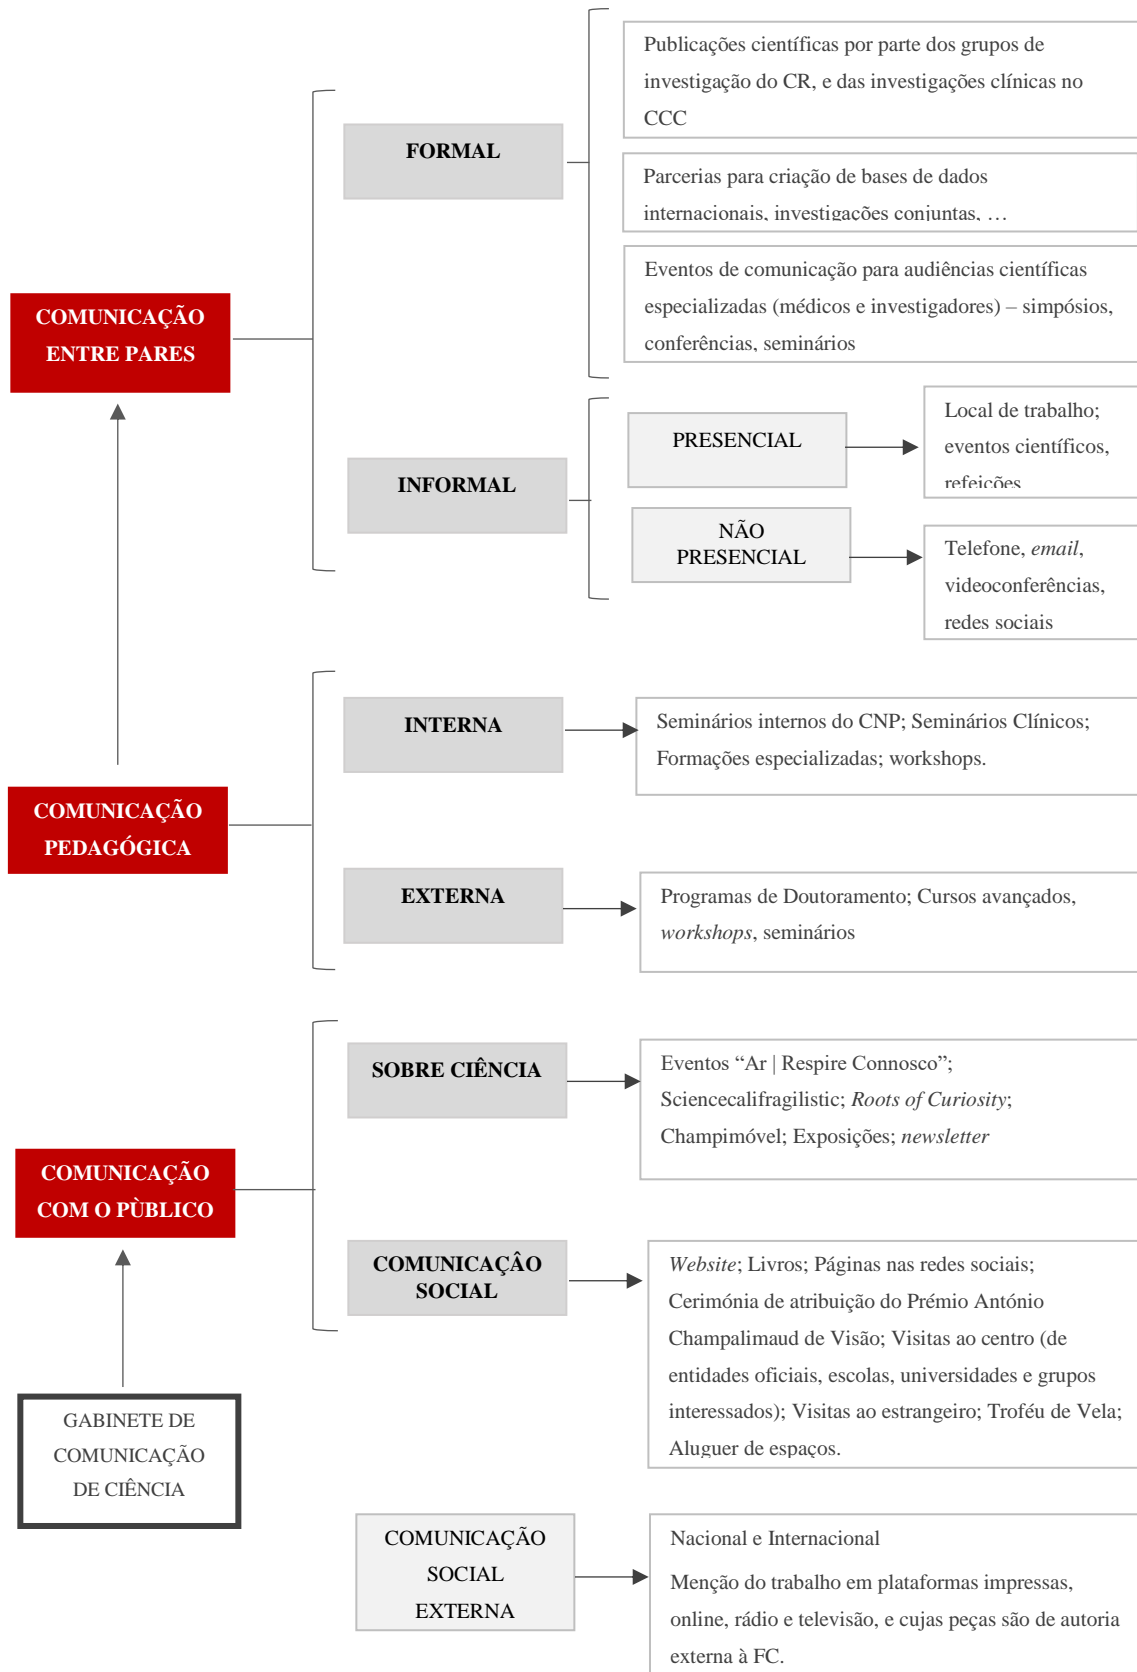 Publicações científicas por parte dos grupos de
investigação do CR, e das investigações clínicas no
CCC
FORMAL
Parcerias para criação de bases de dados
internacionais, investigações conjuntas, …
Eventos de comunicação para audiências científicas
especializadas (médicos e investigadores) – simpósios,
conferências, seminários
COMUNICAÇÃO
ENTRE PARES
INFORMAL
PRESENCIAL
Local de trabalho;
eventos científicos,
refeições
NÃO
PRESENCIAL
Telefone, email,
videoconferências,
redes sociais
COMUNICAÇÃO
PEDAGÓGICA
INTERNA
Seminários internos do CNP; Seminários Clínicos;
Formações especializadas; workshops.
EXTERNA
Programas de Doutoramento; Cursos avançados,
workshops, seminários
COMUNICAÇÃO
COM O PÙBLICO
SOBRE CIÊNCIA
Eventos “Ar | Respire Connosco”;
Sciencecalifragilistic; Roots of Curiosity;
Champimóvel; Exposições; newsletter
COMUNICAÇÂO
SOCIAL
Website; Livros; Páginas nas redes sociais;
Cerimónia de atribuição do Prémio António
Champalimaud de Visão; Visitas ao centro (de
entidades oficiais, escolas, universidades e grupos
interessados); Visitas ao estrangeiro; Troféu de Vela;
Aluguer de espaços.
GABINETE DE
COMUNICAÇÃO
DE CIÊNCIA
COMUNICAÇÃO
SOCIAL
EXTERNA
Nacional e Internacional
Menção do trabalho em plataformas impressas,
online, rádio e televisão, e cujas peças são de autoria
externa à FC.